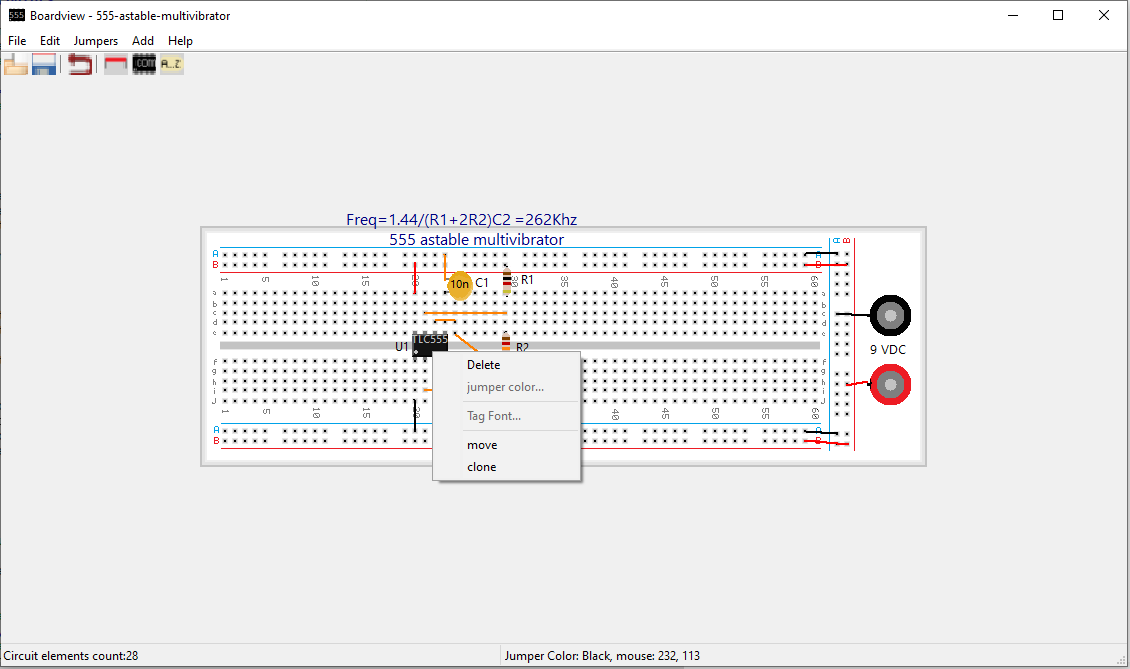 555 Boardview - 555-astable-multivibrator
File Edit Jumpers Add Help
.COM A..Z
Freq=1.44/(R1+2R2)C2 =262Khz
555 astable multivibrator
A A A B
B B
1 5 10 15 20 30 35 40 45 50 55 60
10n C1 R1
a a
b b
c c
d d
e e
TLC555
U1 R2
9 VDC
f f
g g
h h
i i
j j
1 5 10 15 20 40 45 50 55 60
A A
B B
Delete
jumper color...
Tag Font...
move
clone
Circuit elements count:28
Jumper Color: Black, mouse: 232, 113